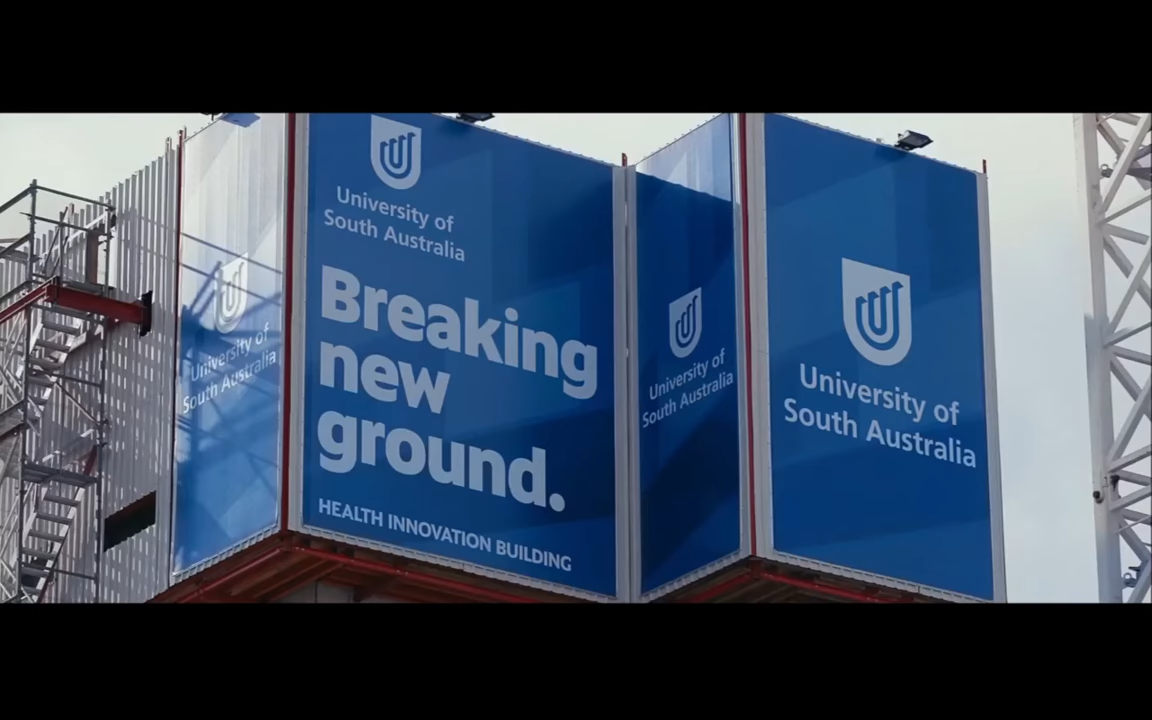 University of
South Australia
University of
South Australia
Breaking
new
ground.
HEALTH INNOVATION BUILDING
University of
South Australia
University of
South Australia